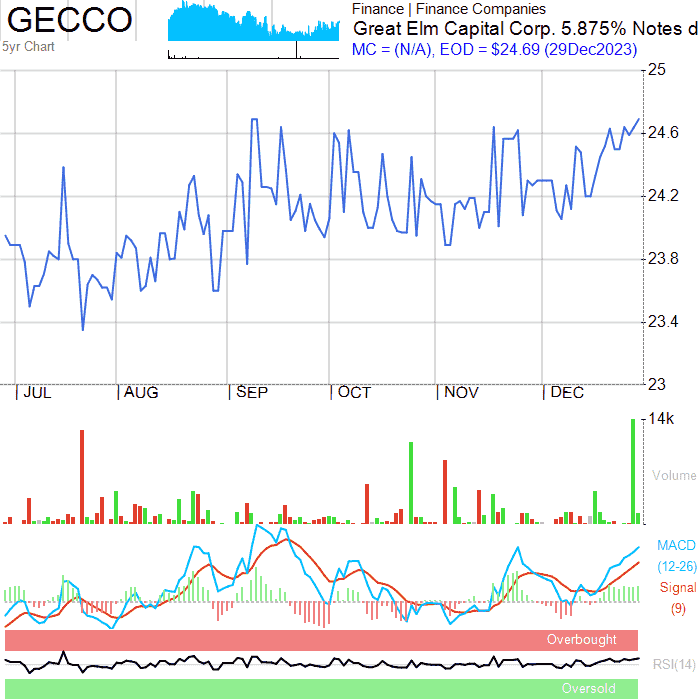 GECCO
5yr Chart
Finance | Finance Companies
Great Elm Capital Corp. 5.875% Notes d
MC = (N/A), EOD = $24.69 (29Dec2023)
25
24.6
24.2
23.8
23.4
23
JUL
AUG
SEP
OCT
NOV
DEC
14k
Volume
MACD
(12-26)
Signal
(9)
Overbought
RSI(14)
Oversold